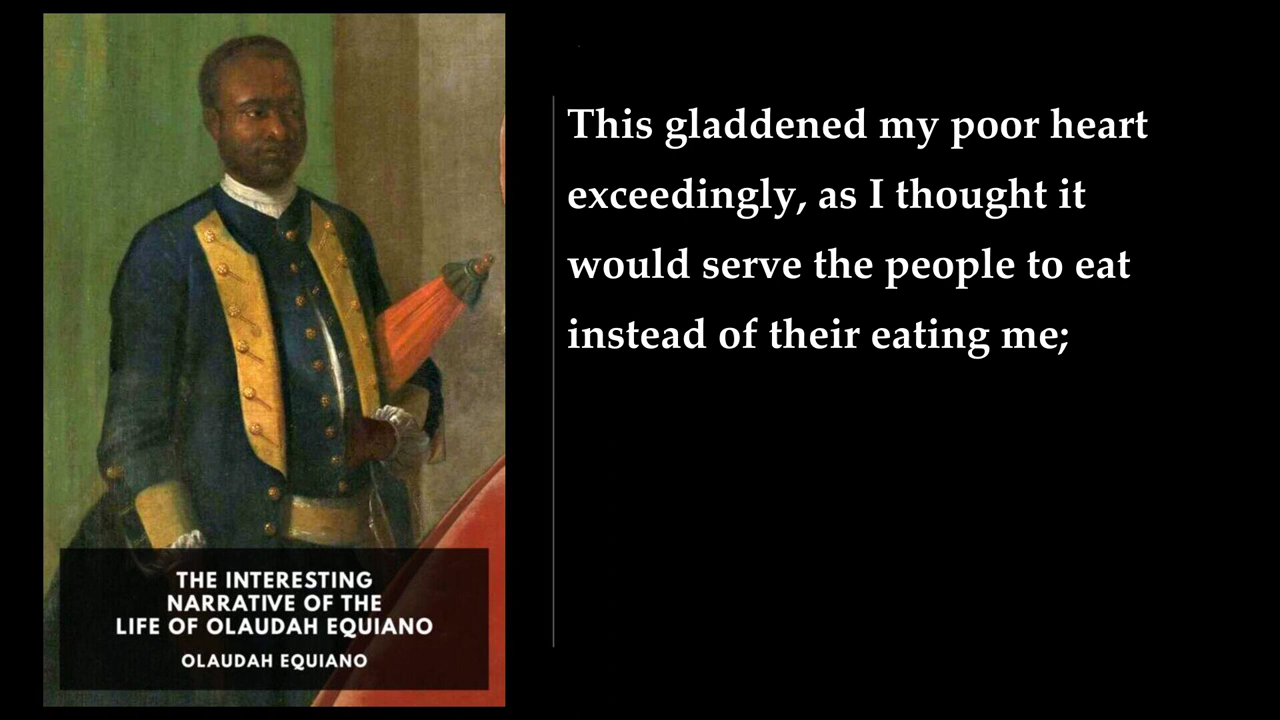 THE INTERESTING
NARRATIVE OF THE
LIFE OF OLAUDAH EQUIANO
OLAUDAH EQUIANO
This gladdened my poor heart
exceedingly, as I thought it
would serve the people to eat
instead of their eating me;